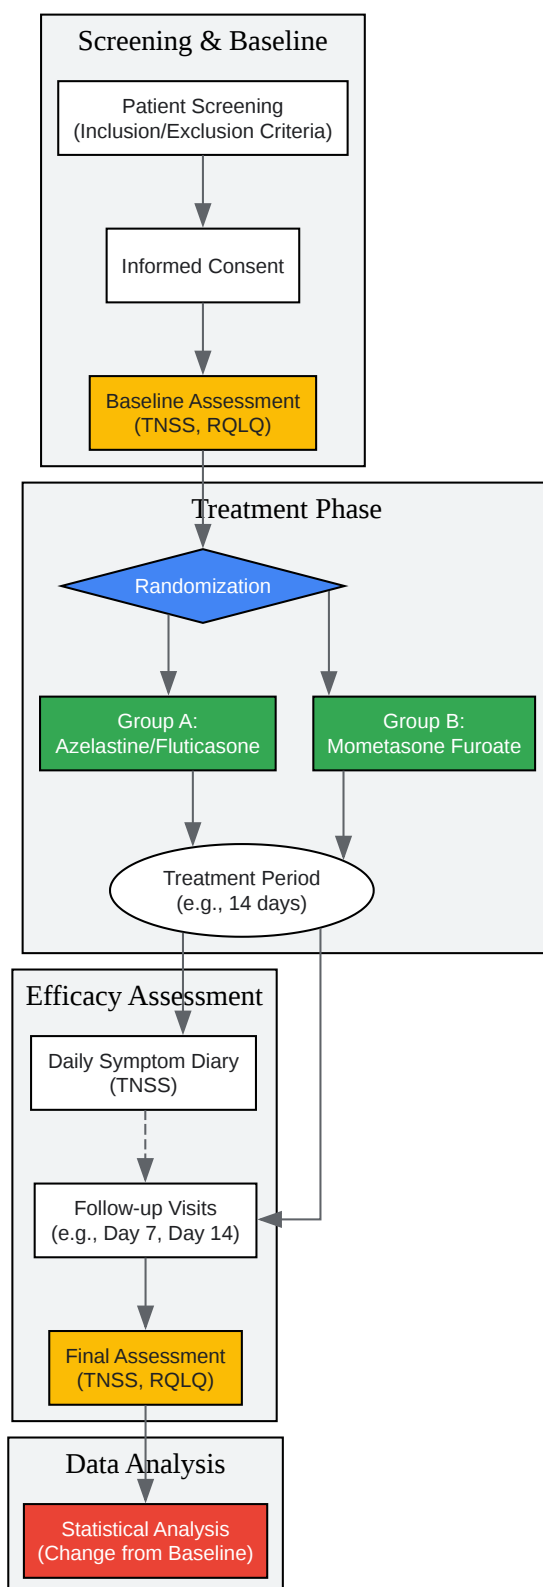 Screening & Baseline
Patient Screening
(Inclusion/Exclusion Criteria)
Informed Consent
Baseline Assessment
(TNSS, RQLQ)
Treatment Phase
Randomization
Group A:
Azelastine/Fluticasone
Group B:
Mometasone Furoate
Treatment Period
(e.g., 14 days)
Efficacy Assessment
Daily Symptom Diary
(TNSS)
Follow-up Visits
(e.g., Day 7, Day 14)
Final Assessment
(TNSS, RQLQ)
Data Analysis
Statistical Analysis
(Change from Baseline)